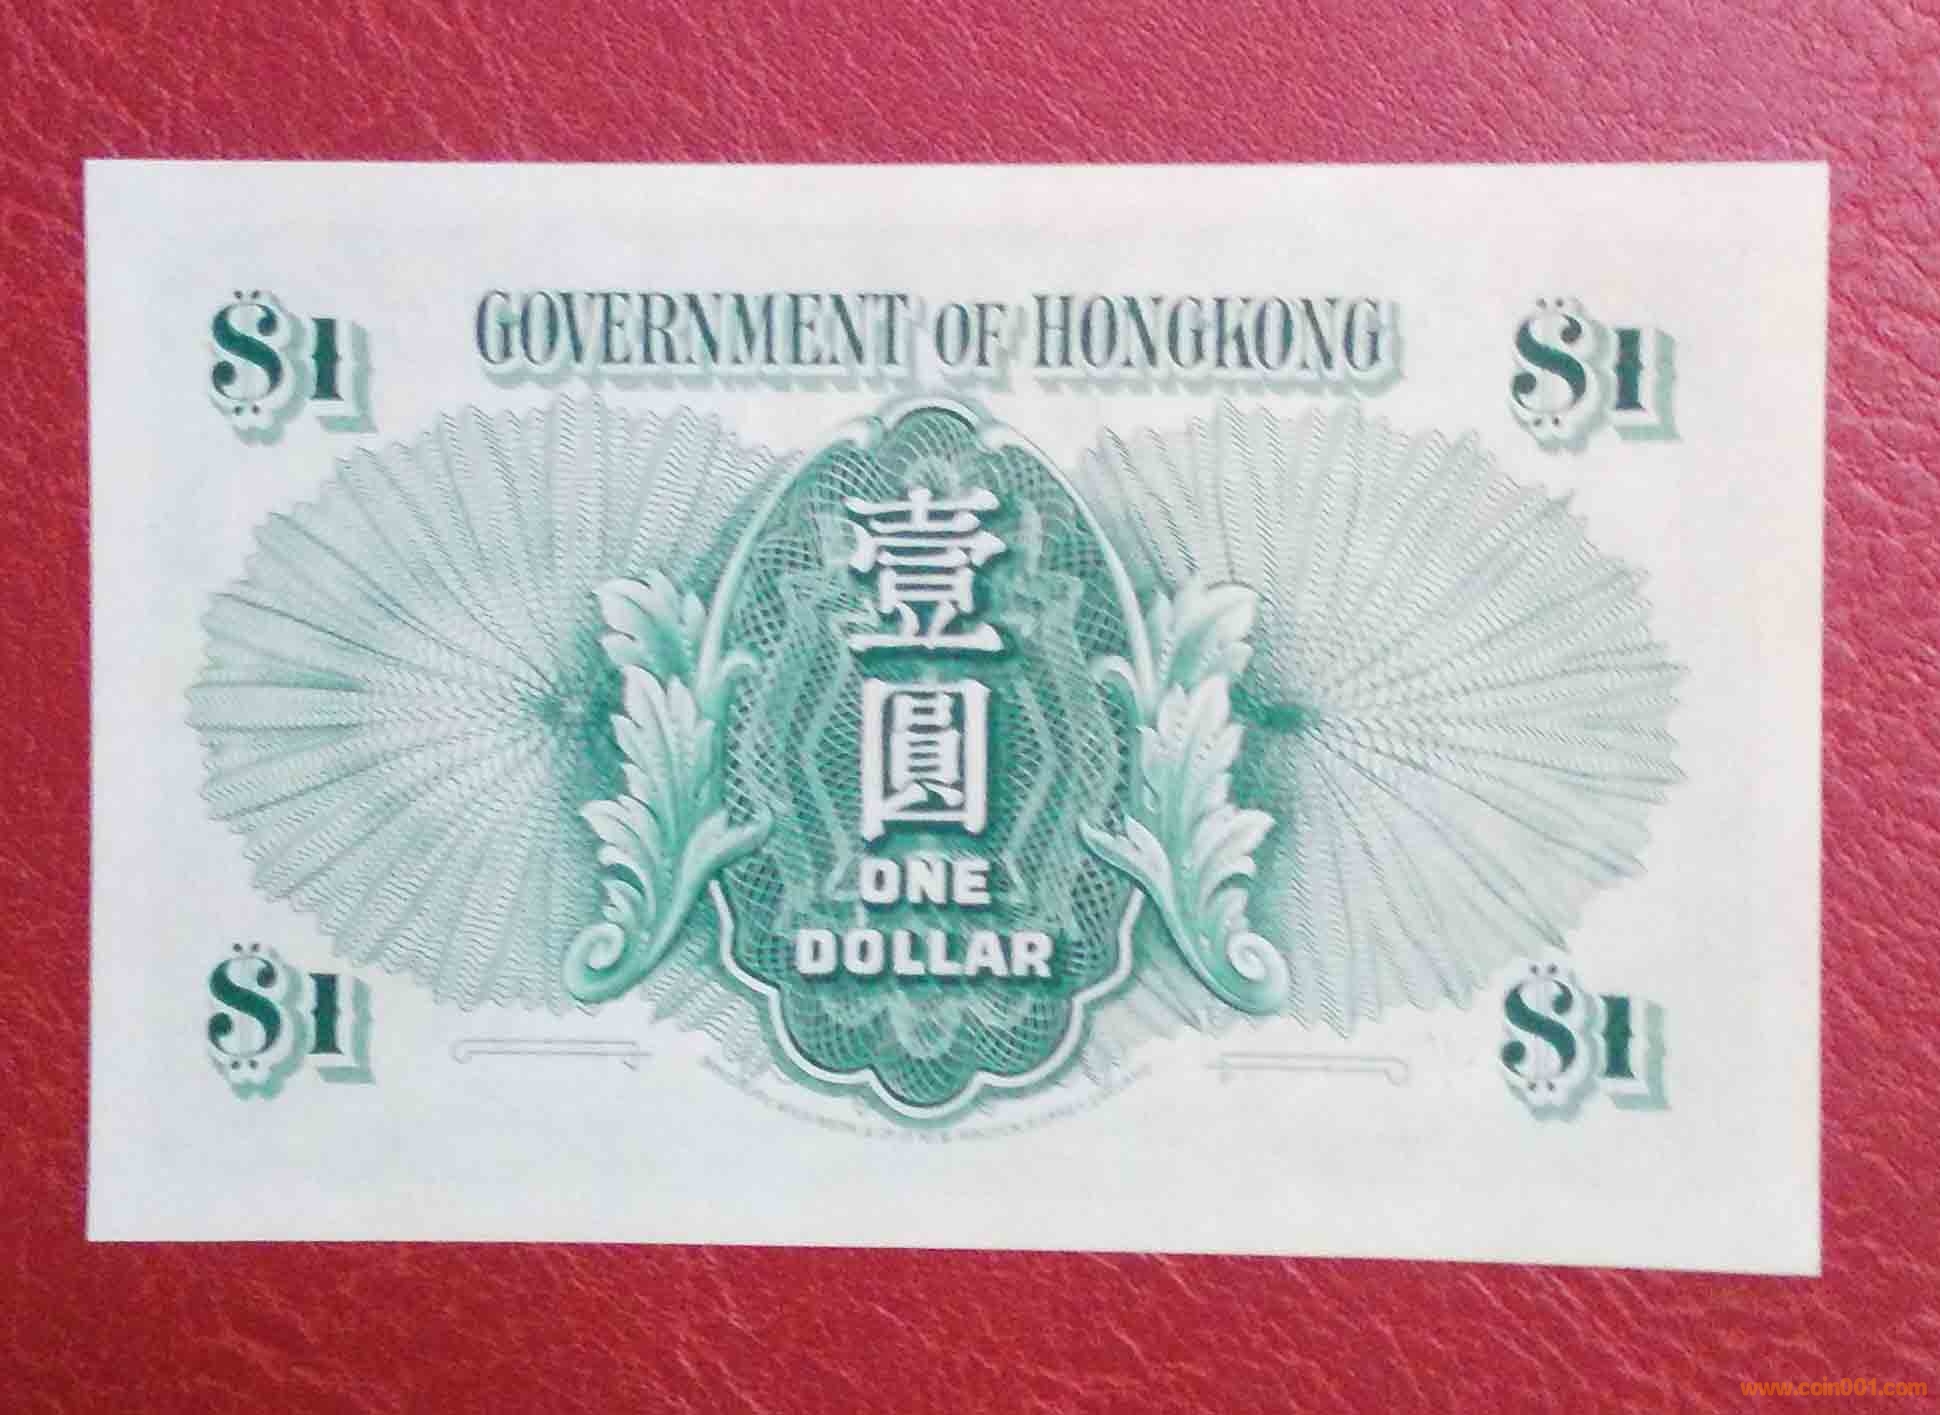 GOVERNMENT OF HONGKONG
$1
$1
壹
圓
ONE
DOLLAR
$1
$1
www.coin001.com